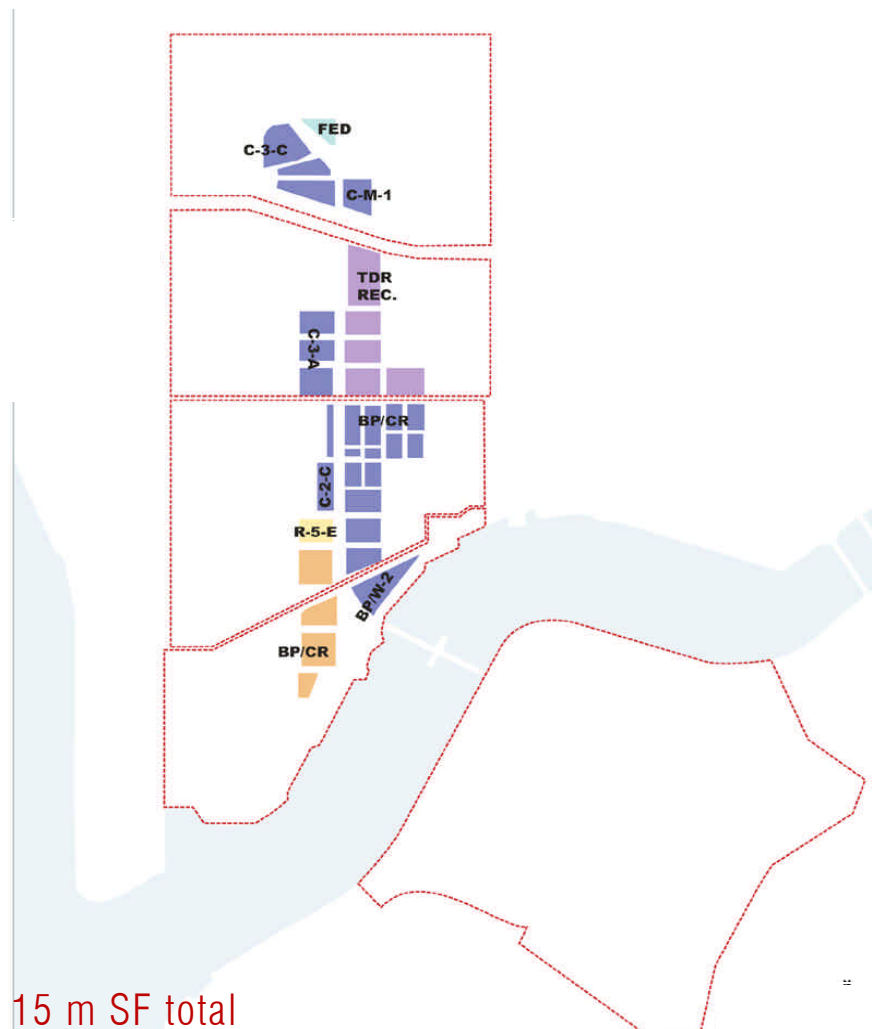 FED
C-3-C
C-M-1
TDR
REC.
C-3-A
BP/CR
C-2-C
R-5-E
BP/W-2
BP/CR
15 m SF total